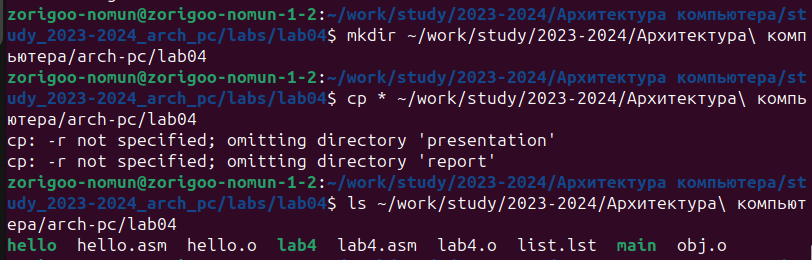 zorigoo-nomun@zorigoo-nomun-1-2:~/work/study/2023-2024/Архитектура компьютера/st
udy_2023-2024_arch_pc/labs/lab04$ mkdir ~/work/study/2023-2024/Архитектура\ комп
ьютера/arch-pc/lab04
zorigoo-nomun@zorigoo-nomun-1-2:~/work/study/2023-2024/Архитектура компьютера/st
udy_2023-2024_arch_pc/labs/lab04$ cp * ~/work/study/2023-2024/Архитектура\ компь
ютера/arch-pc/lab04
cp: -r not specified; omitting directory 'presentation'
cp: -r not specified; omitting directory 'report'
zorigoo-nomun@zorigoo-nomun-1-2:~/work/study/2023-2024/Архитектура компьютера/st
udy_2023-2024_arch_pc/labs/lab04$ ls ~/work/study/2023-2024/Архитектура\ компьют
ера/arch-pc/lab04
hello hello.asm hello.o lab4 lab4.asm lab4.o list.lst main obj.o